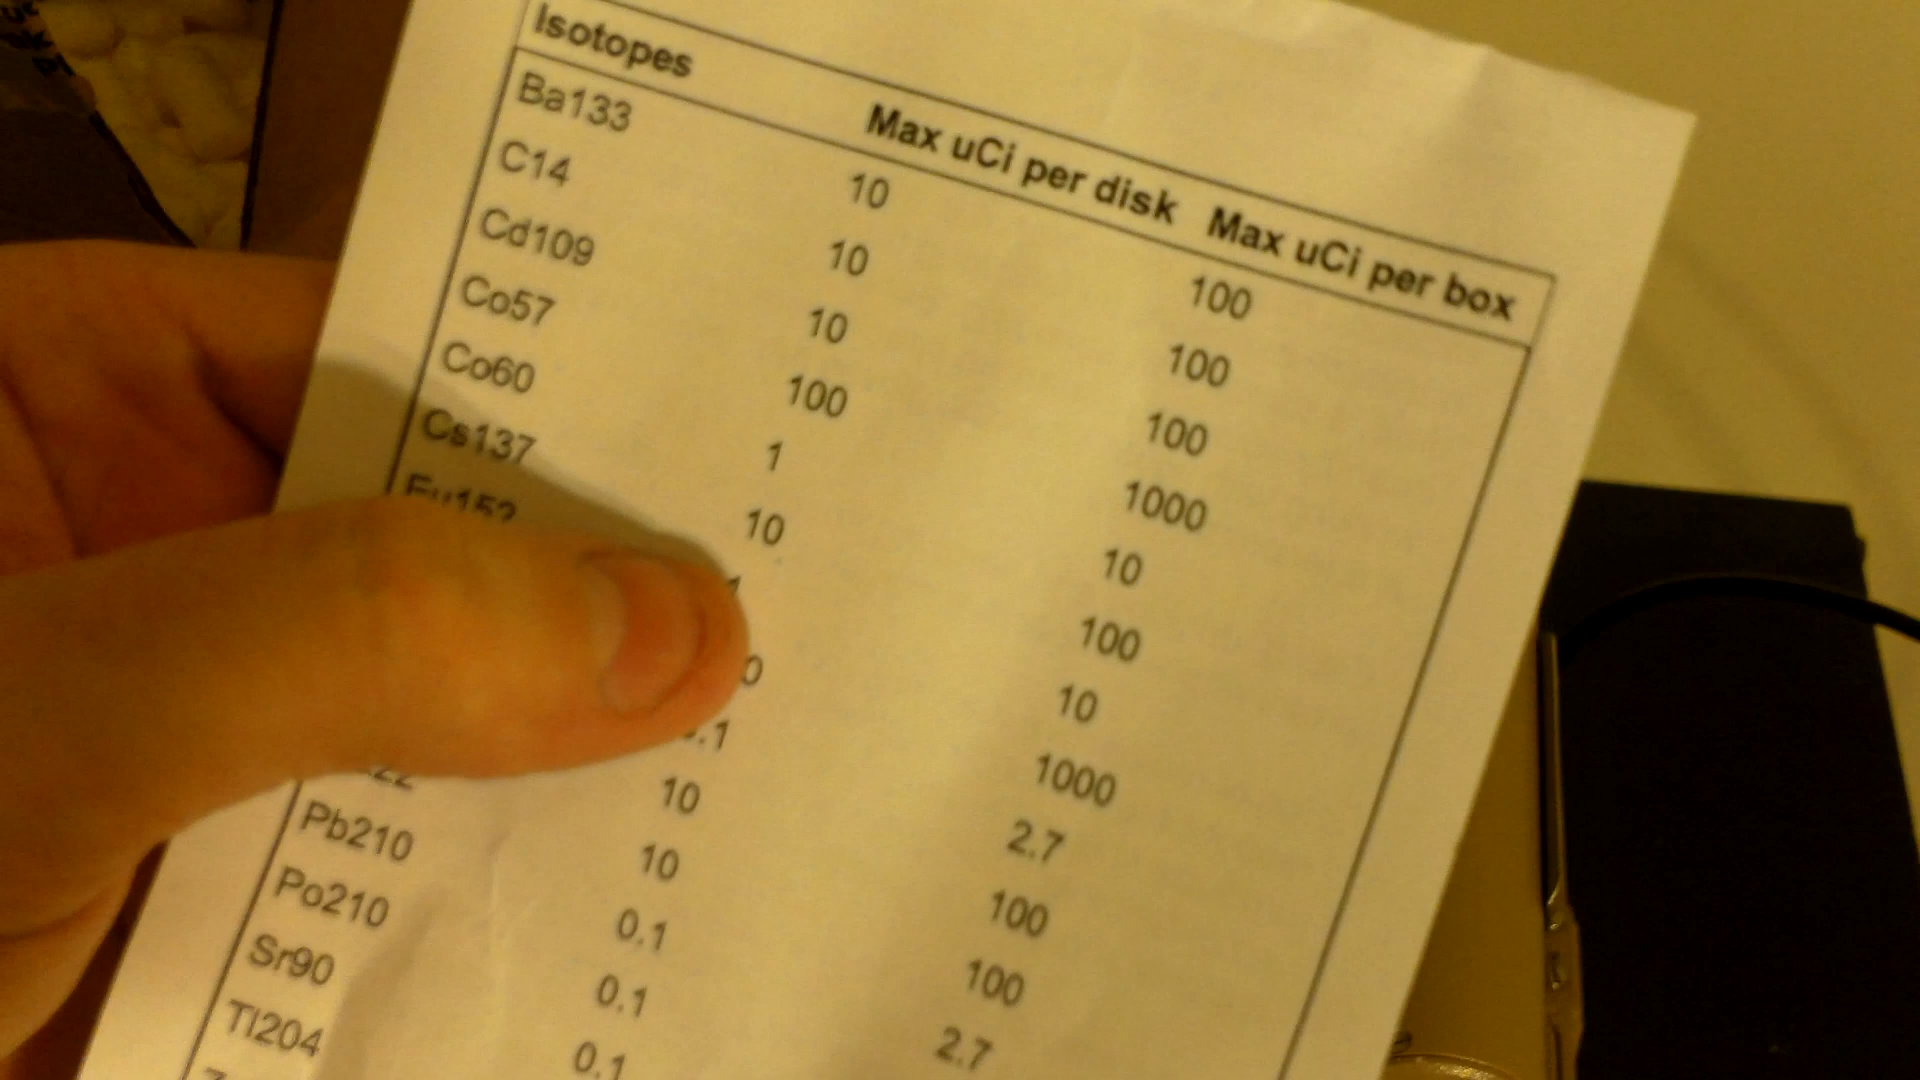 Isotopes Max uCi per disk Max uCi per box
Ba133 10 100
C14 10 100
Cd109 10 100
Co57 100 1000
Co60 1 10
Cs137 10 100
Eu152 1 10
1000
2.7
10 100
10 100
Pb210 0.1 2.7
Po210 0.1
Sr90 0.1
Tl204